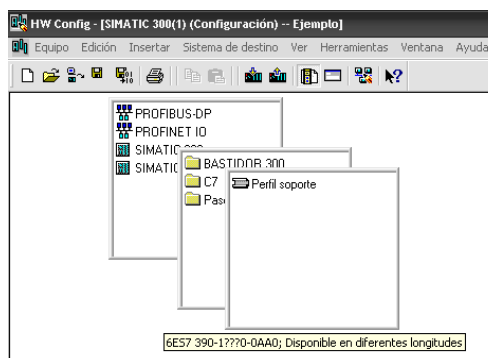 HW Config - [SIMATIC 300(1) (Configuración) -- Ejemplo]
Equipo Edición Insertar Sistema de destino Ver Herramientas Ventana Ayuda
PROFIBUS-DP
PROFINET IO
SIMATIC
SIMATIC
BASTIDOR 300
C7
Perfil soporte
6ES7 390-1???0-0AA0; Disponible en diferentes longitudes